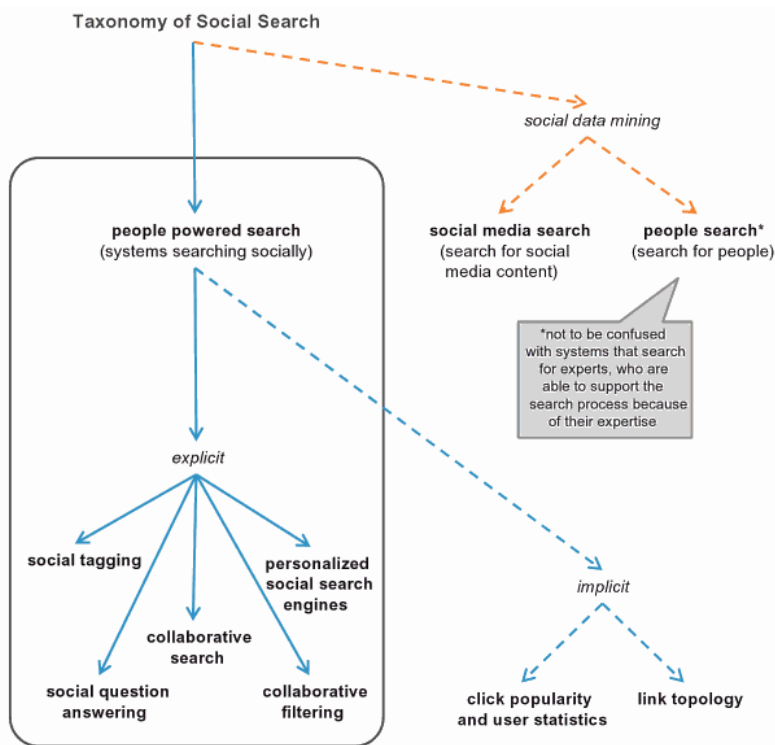 Taxonomy of Social Search
social data mining
people powered search
(systems searching socially)
social media search
(search for social
media content)
people search*
(search for people)
*not to be confused
with systems that search
for experts, who are
able to support the
search process because
of their expertise
explicit
social tagging
personalized
social search
engines
collaborative
search
social question
answering
collaborative
filtering
implicit
click popularity
and user statistics
link topology